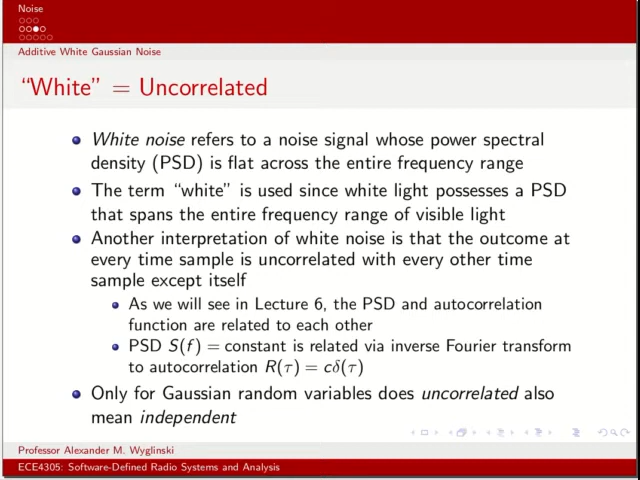 Noise
Additive White Gaussian Noise
“White” = Uncorrelated
White noise refers to a noise signal whose power spectral
density (PSD) is flat across the entire frequency range
The term “white” is used since white light possesses a PSD
that spans the entire frequency range of visible light
Another interpretation of white noise is that the outcome at
every time sample is uncorrelated with every other time
sample except itself
As we will see in Lecture 6, the PSD and autocorrelation
function are related to each other
PSD S(f) = constant is related via inverse Fourier transform
to autocorrelation R(τ) = cδ(τ)
Only for Gaussian random variables does uncorrelated also
mean independent
Professor Alexander M. Wyglinski
ECE4305: Software-Defined Radio Systems and Analysis